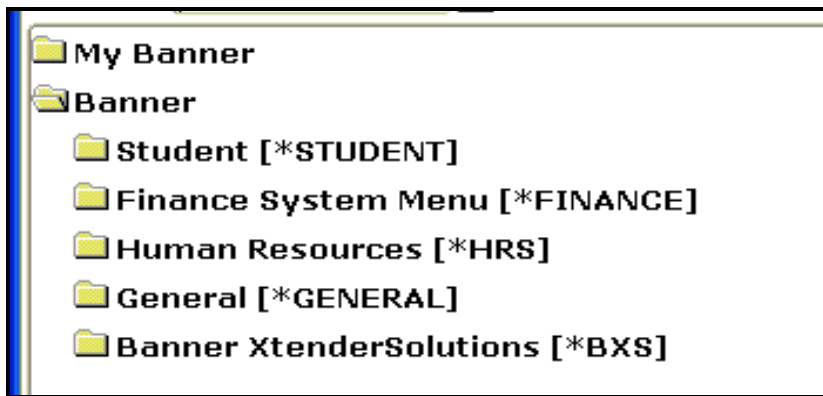 My Banner
Banner
Student [*STUDENT]
Finance System Menu [*FINANCE]
Human Resources [*HRS]
General [*GENERAL]
Banner XtenderSolutions [*BXS]